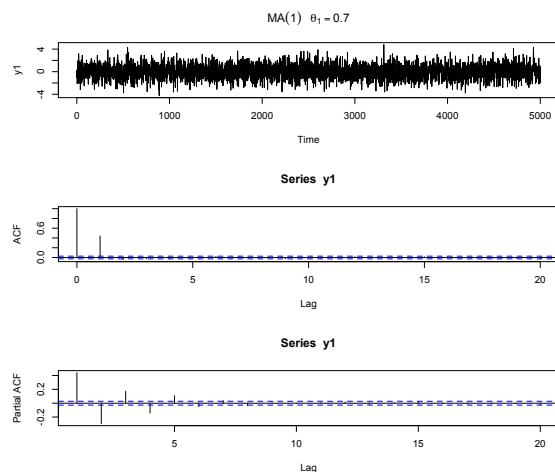 MA(1) θ₁ = 0.7
y1
4
0
-4
0 1000 2000 3000 4000 5000
Time
Series y1
ACF
0.6
0.0
0 5 10 15 20
Lag
Series y1
Partial ACF
0.2
-0.2
5 10 15 20
Lag